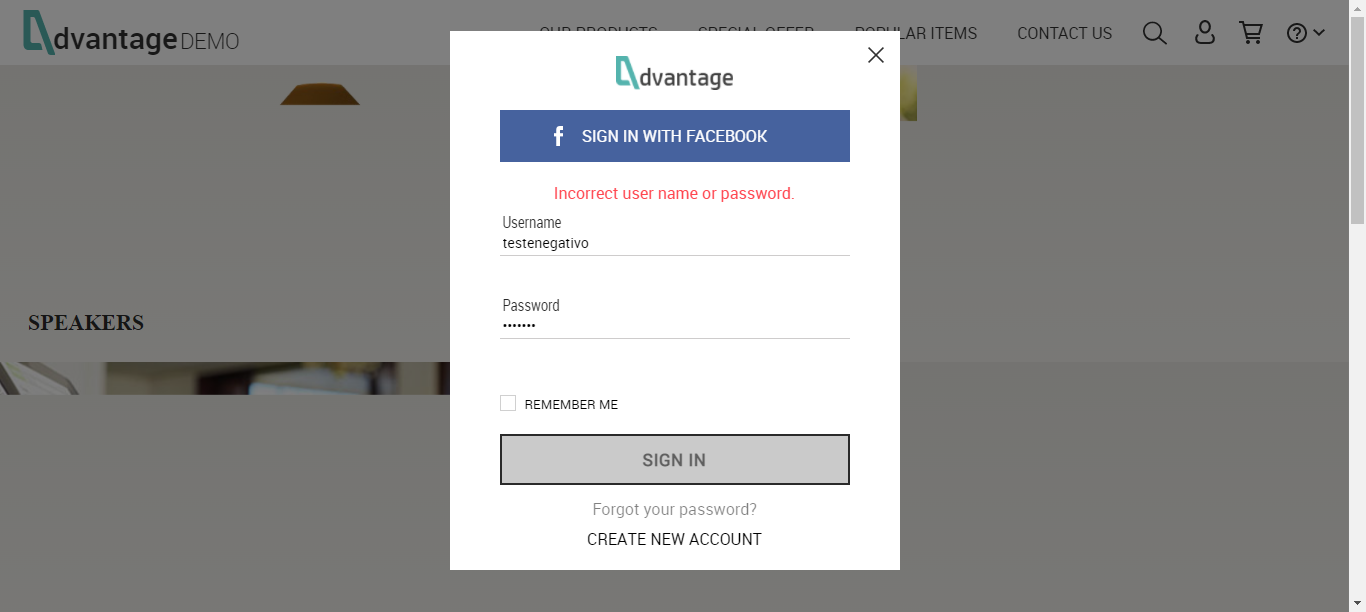 dvantage DEMO
OUR PRODUCTS SPECIAL OFFER POPULAR ITEMS CONTACT US
dvantage
f SIGN IN WITH FACEBOOK
Incorrect user name or password.
Username
testenegativo
SPEAKERS
Password
•••••••
REMEMBER ME
SIGN IN
Forgot your password?
CREATE NEW ACCOUNT